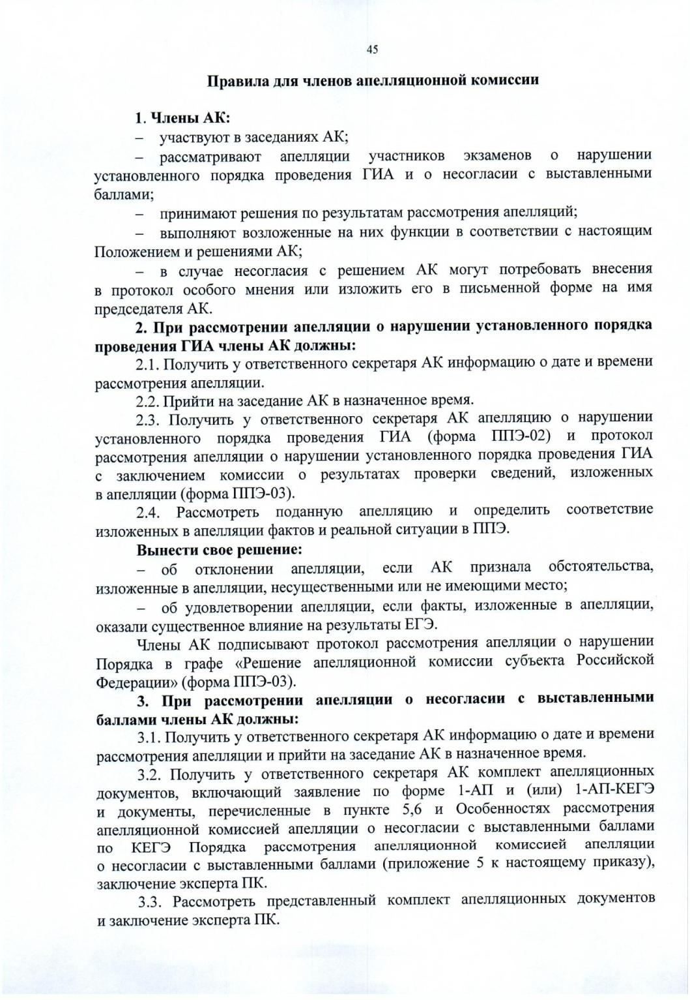 45
Правила для членов апелляционной комиссии
1. Члены АК:
– участвуют в заседаниях АК;
– рассматривают апелляции участников экзаменов о нарушении
установленного порядка проведения ГИА и о несогласии с выставленными
баллами;
– принимают решения по результатам рассмотрения апелляций;
– выполняют возложенные на них функции в соответствии с настоящим
Положением и решениями АК;
– в случае несогласия с решением АК могут потребовать внесения
в протокол особого мнения или изложить его в письменной форме на имя
председателя АК.
2. При рассмотрении апелляции о нарушении установленного порядка
проведения ГИА члены АК должны:
2.1. Получить у ответственного секретаря АК информацию о дате и времени
рассмотрения апелляции.
2.2. Прийти на заседание АК в назначенное время.
2.3. Получить у ответственного секретаря АК апелляцию о нарушении
установленного порядка проведения ГИА (форма ППЭ-02) и протокол
рассмотрения апелляции о нарушении установленного порядка проведения ГИА
с заключением комиссии о результатах проверки сведений, изложенных
в апелляции (форма ППЭ-03).
2.4. Рассмотреть поданную апелляцию и определить соответствие
изложенных в апелляции фактов и реальной ситуации в ППЭ.
Вынести свое решение:
– об отклонении апелляции, если АК признала обстоятельства,
изложенные в апелляции, несущественными или не имеющими место;
– об удовлетворении апелляции, если факты, изложенные в апелляции,
оказали существенное влияние на результаты ЕГЭ.
Члены АК подписывают протокол рассмотрения апелляции о нарушении
Порядка в графе «Решение апелляционной комиссии субъекта Российской
Федерации» (форма ППЭ-03).
3. При рассмотрении апелляции о несогласии с выставленными
баллами члены АК должны:
3.1. Получить у ответственного секретаря АК информацию о дате и времени
рассмотрения апелляции и прийти на заседание АК в назначенное время.
3.2. Получить у ответственного секретаря АК комплект апелляционных
документов, включающий заявление по форме 1-АП и (или) 1-АП-КЕГЭ
и документы, перечисленные в пункте 5,6 и Особенностях рассмотрения
апелляционной комиссией апелляции о несогласии с выставленными баллами
по КЕГЭ Порядка рассмотрения апелляционной комиссией апелляции
о несогласии с выставленными баллами (приложение 5 к настоящему приказу),
заключение эксперта ПК.
3.3. Рассмотреть представленный комплект апелляционных документов
и заключение эксперта ПК.